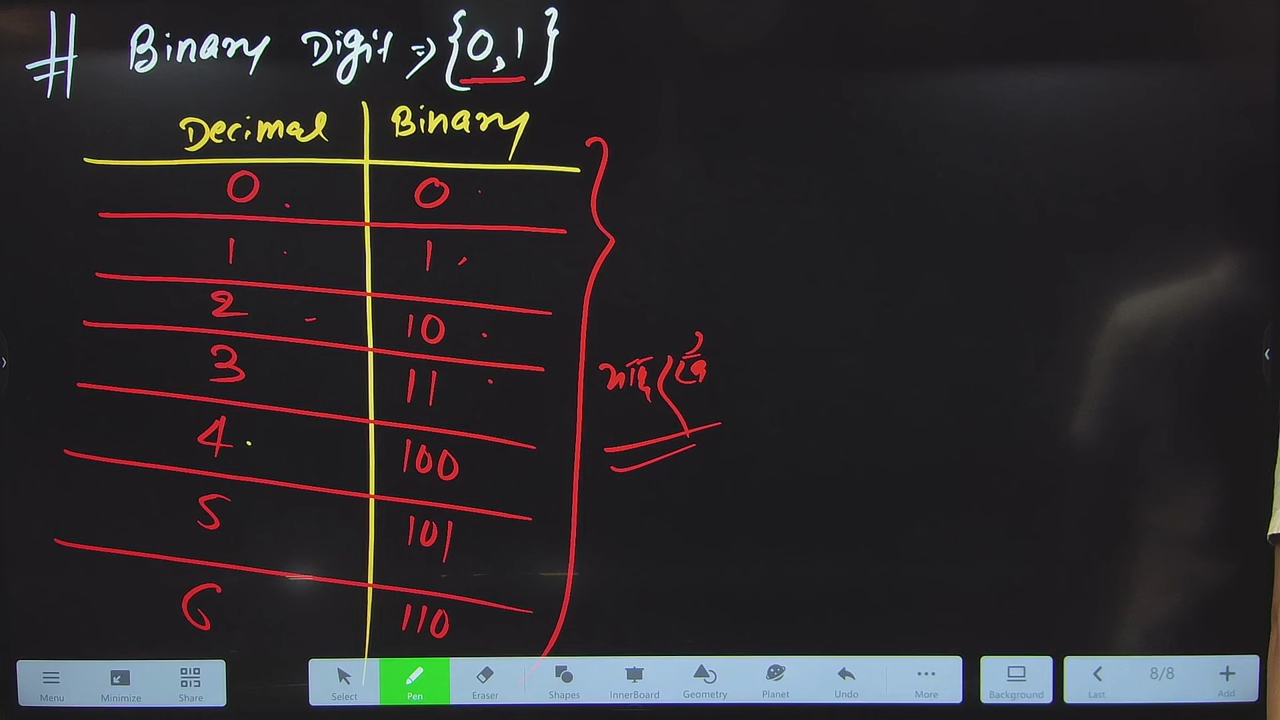 # Binary Digit ⇒ {0,1}
Decimal Binary
0 0
1 1
2 10
3 11
4 100
5 101
6 110
Menu Minimize Share Select Pen Eraser Shapes InnerBoard Geometry Planet Undo More Background Last 8/8 Add